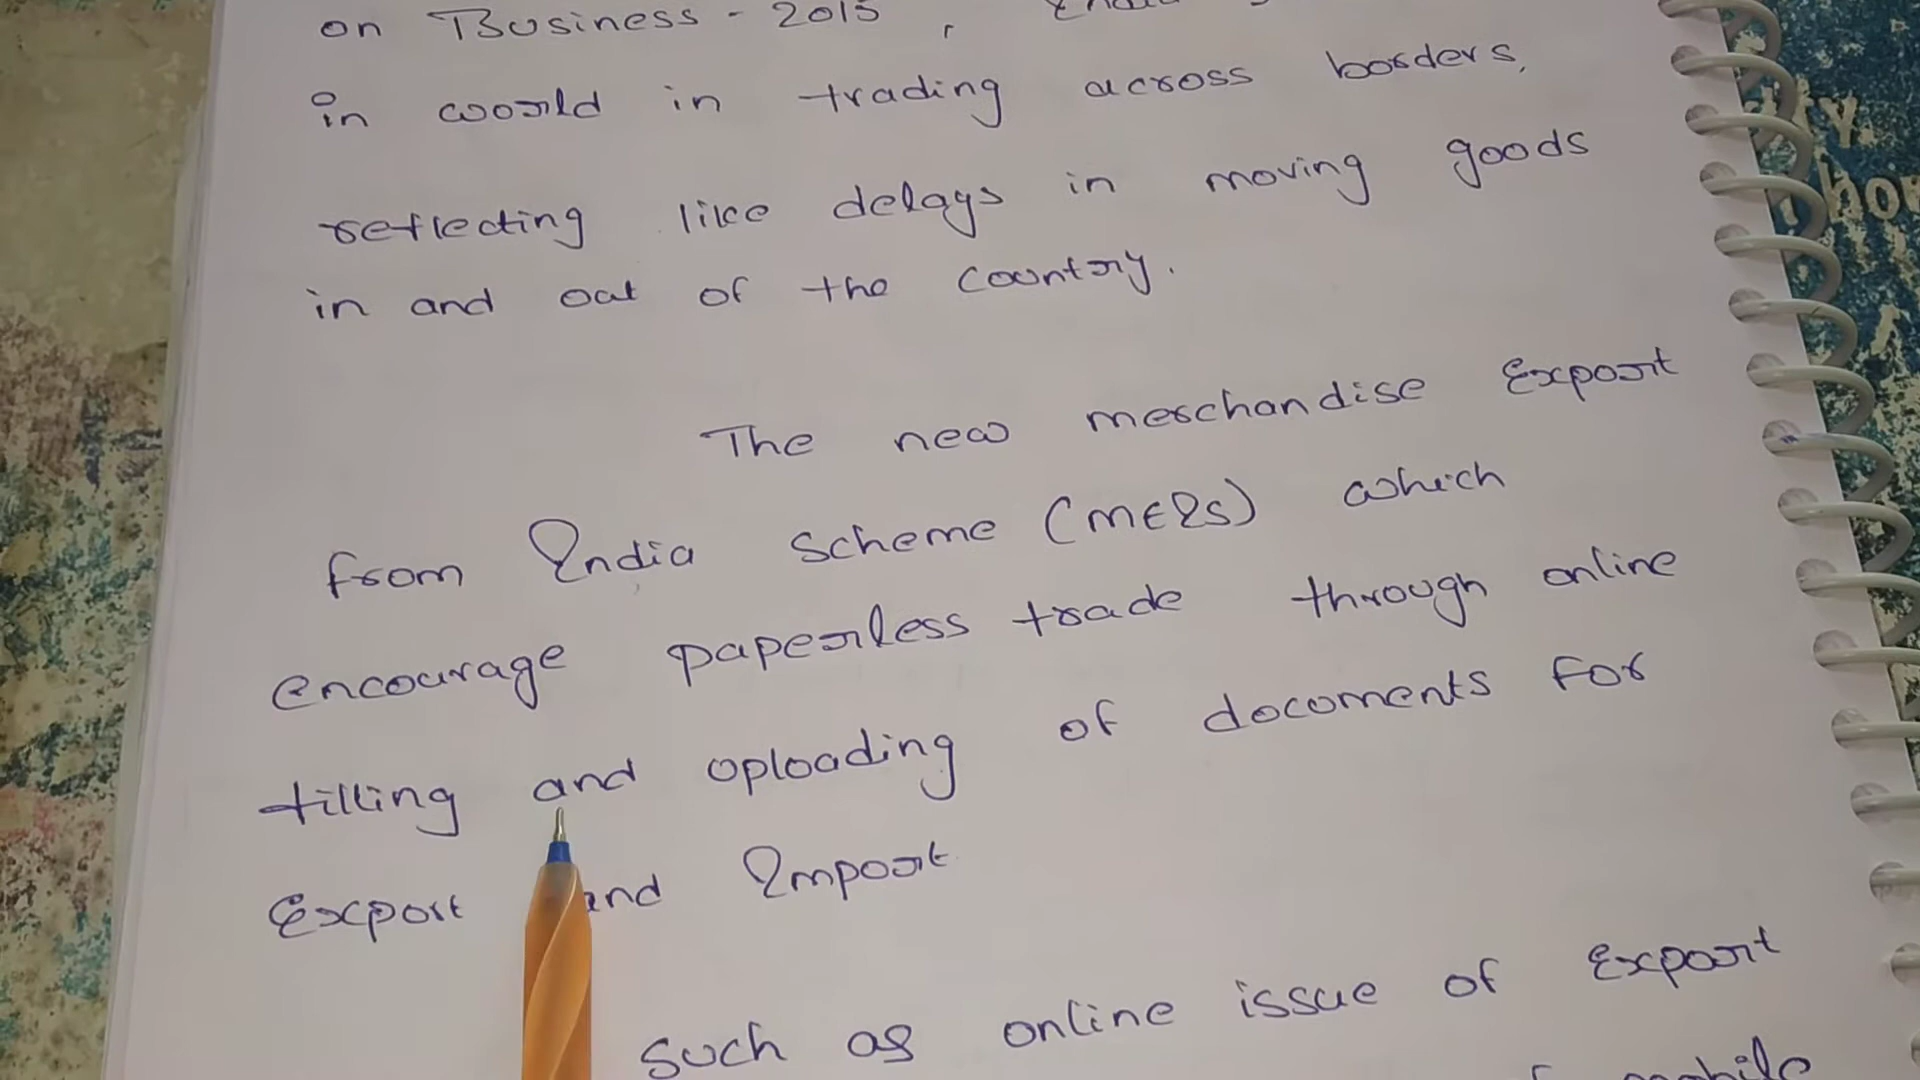 on Business - 2015 ,
in world in trading across borders,
reflecting like delays in moving goods
in and out of the Country.
The new merchandise Export
from India Scheme (MEIS) which
encourage paperless trade through online
filling and uploading of documents For
Export and Import
Such as online issue of Export
mobile